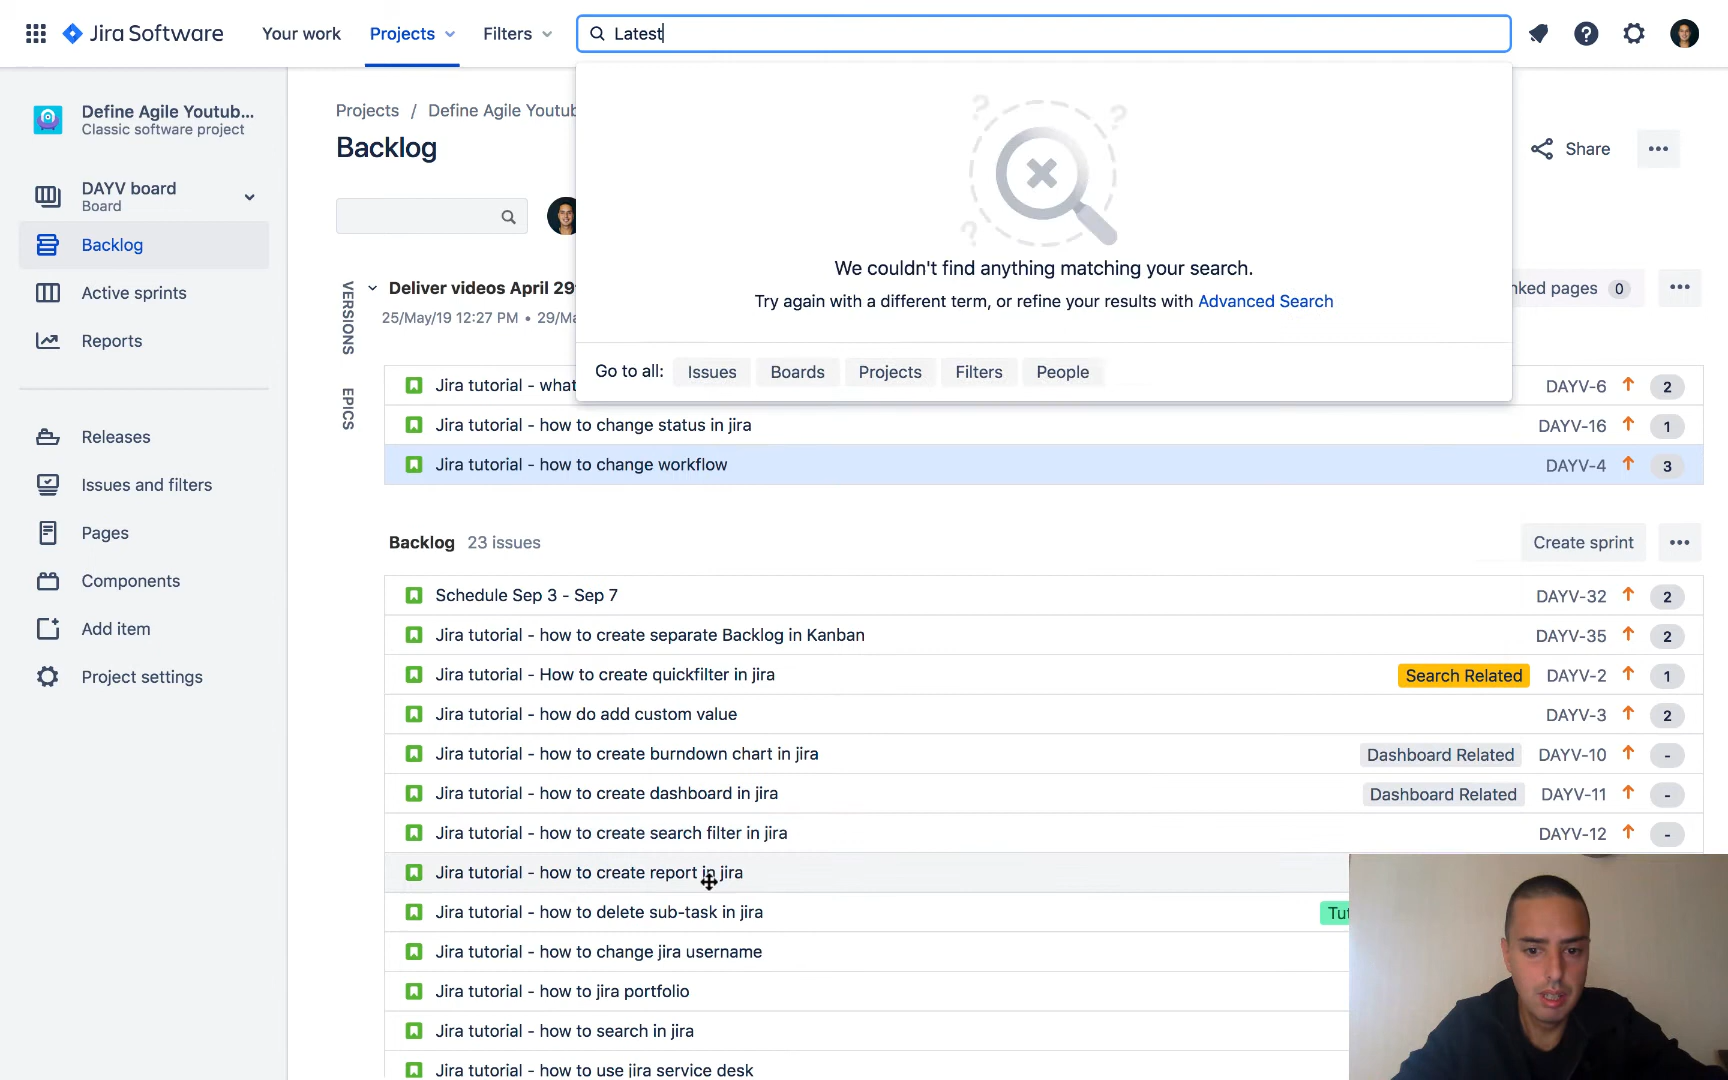 Jira Software
Your work
Projects
Filters
Latest
Define Agile Youtub...
Classic software project
DAYV board
Board
Backlog
Active sprints
Reports
Releases
Issues and filters
Pages
Components
Add item
Project settings
Projects / Define Agile Youtub
Backlog
Share
We couldn't find anything matching your search.
Try again with a different term, or refine your results with Advanced Search
Go to all: Issues Boards Projects Filters People
VERSIONS
EPICS
Deliver videos April 29
nked pages 0
25/May/19 12:27 PM • 29/Ma
Jira tutorial - what DAYV-6 2
Jira tutorial - how to change status in jira DAYV-16 1
Jira tutorial - how to change workflow DAYV-4 3
Backlog 23 issues Create sprint
Schedule Sep 3 - Sep 7 DAYV-32 2
Jira tutorial - how to create separate Backlog in Kanban DAYV-35 2
Jira tutorial - How to create quickfilter in jira Search Related DAYV-2 1
Jira tutorial - how do add custom value DAYV-3 2
Jira tutorial - how to create burndown chart in jira Dashboard Related DAYV-10 -
Jira tutorial - how to create dashboard in jira Dashboard Related DAYV-11 -
Jira tutorial - how to create search filter in jira DAYV-12 -
Jira tutorial - how to create report in jira
Jira tutorial - how to delete sub-task in jira Tut
Jira tutorial - how to change jira username
Jira tutorial - how to jira portfolio
Jira tutorial - how to search in jira
Jira tutorial - how to use jira service desk